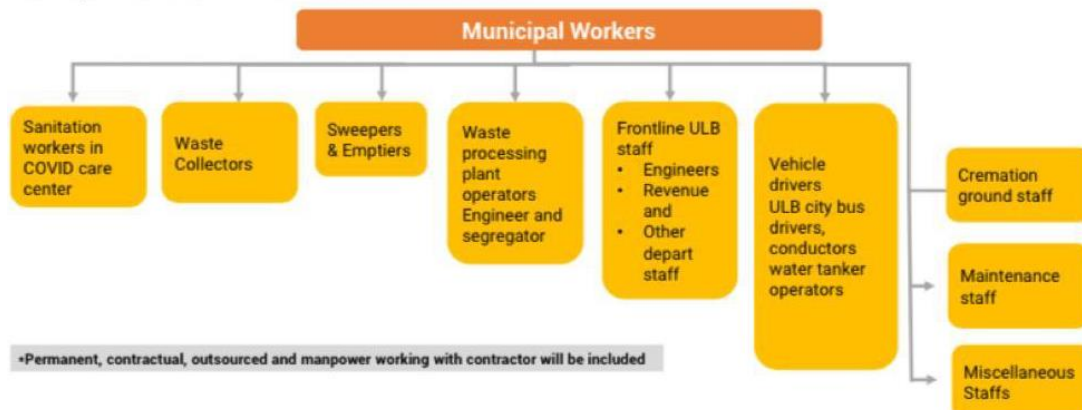 Municipal Workers
Sanitation
workers in
COVID care
center
Waste
Collectors
Sweepers
& Emptiers
Waste
processing
plant
operators
Engineer and
segregator
Frontline ULB
staff
• Engineers
• Revenue
and
• Other
depart
staff
Vehicle
drivers
ULB city bus
drivers,
conductors
water tanker
operators
Cremation
ground staff
Maintenance
staff
Miscellaneous
Staffs
*Permanent, contractual, outsourced and manpower working with contractor will be included